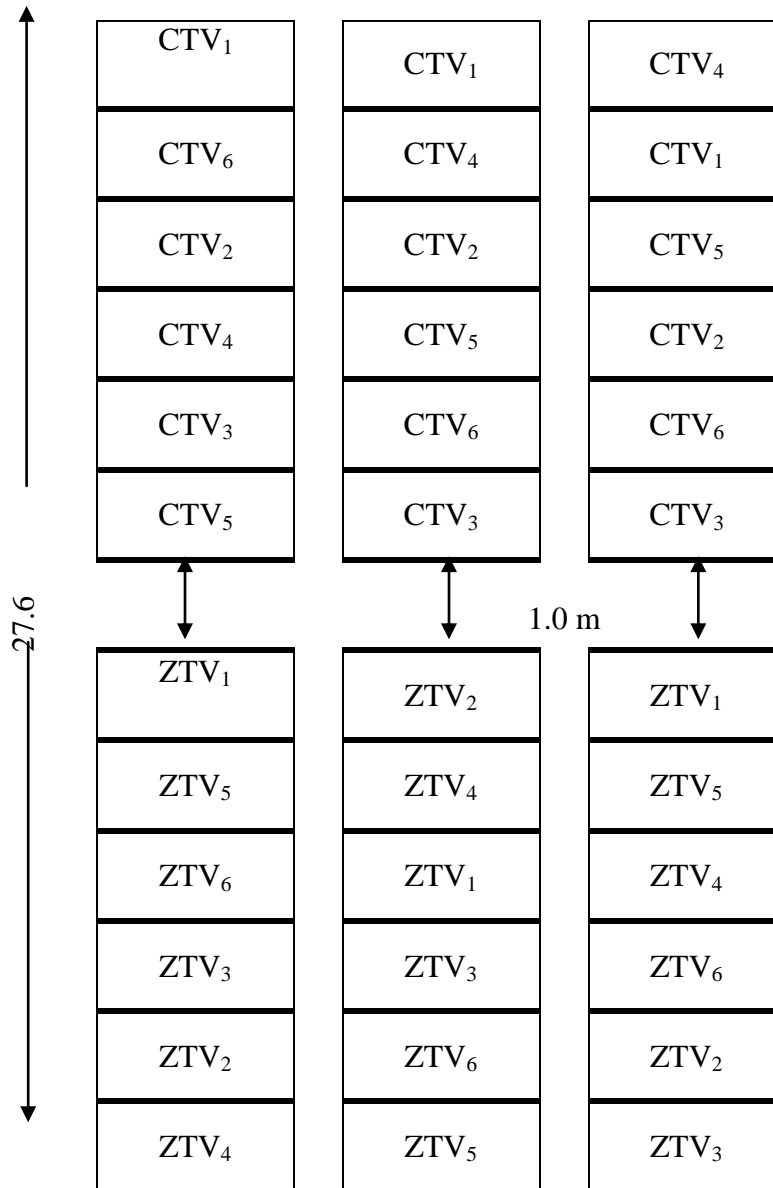 CTV₁ CTV₁ CTV₄
CTV₆ CTV₄ CTV₁
CTV₂ CTV₂ CTV₅
CTV₄ CTV₅ CTV₂
CTV₃ CTV₆ CTV₆
CTV₅ CTV₃ CTV₃
27.6
1.0 m
ZTV₁ ZTV₂ ZTV₁
ZTV₅ ZTV₄ ZTV₅
ZTV₆ ZTV₁ ZTV₄
ZTV₃ ZTV₃ ZTV₆
ZTV₂ ZTV₆ ZTV₂
ZTV₄ ZTV₅ ZTV₃